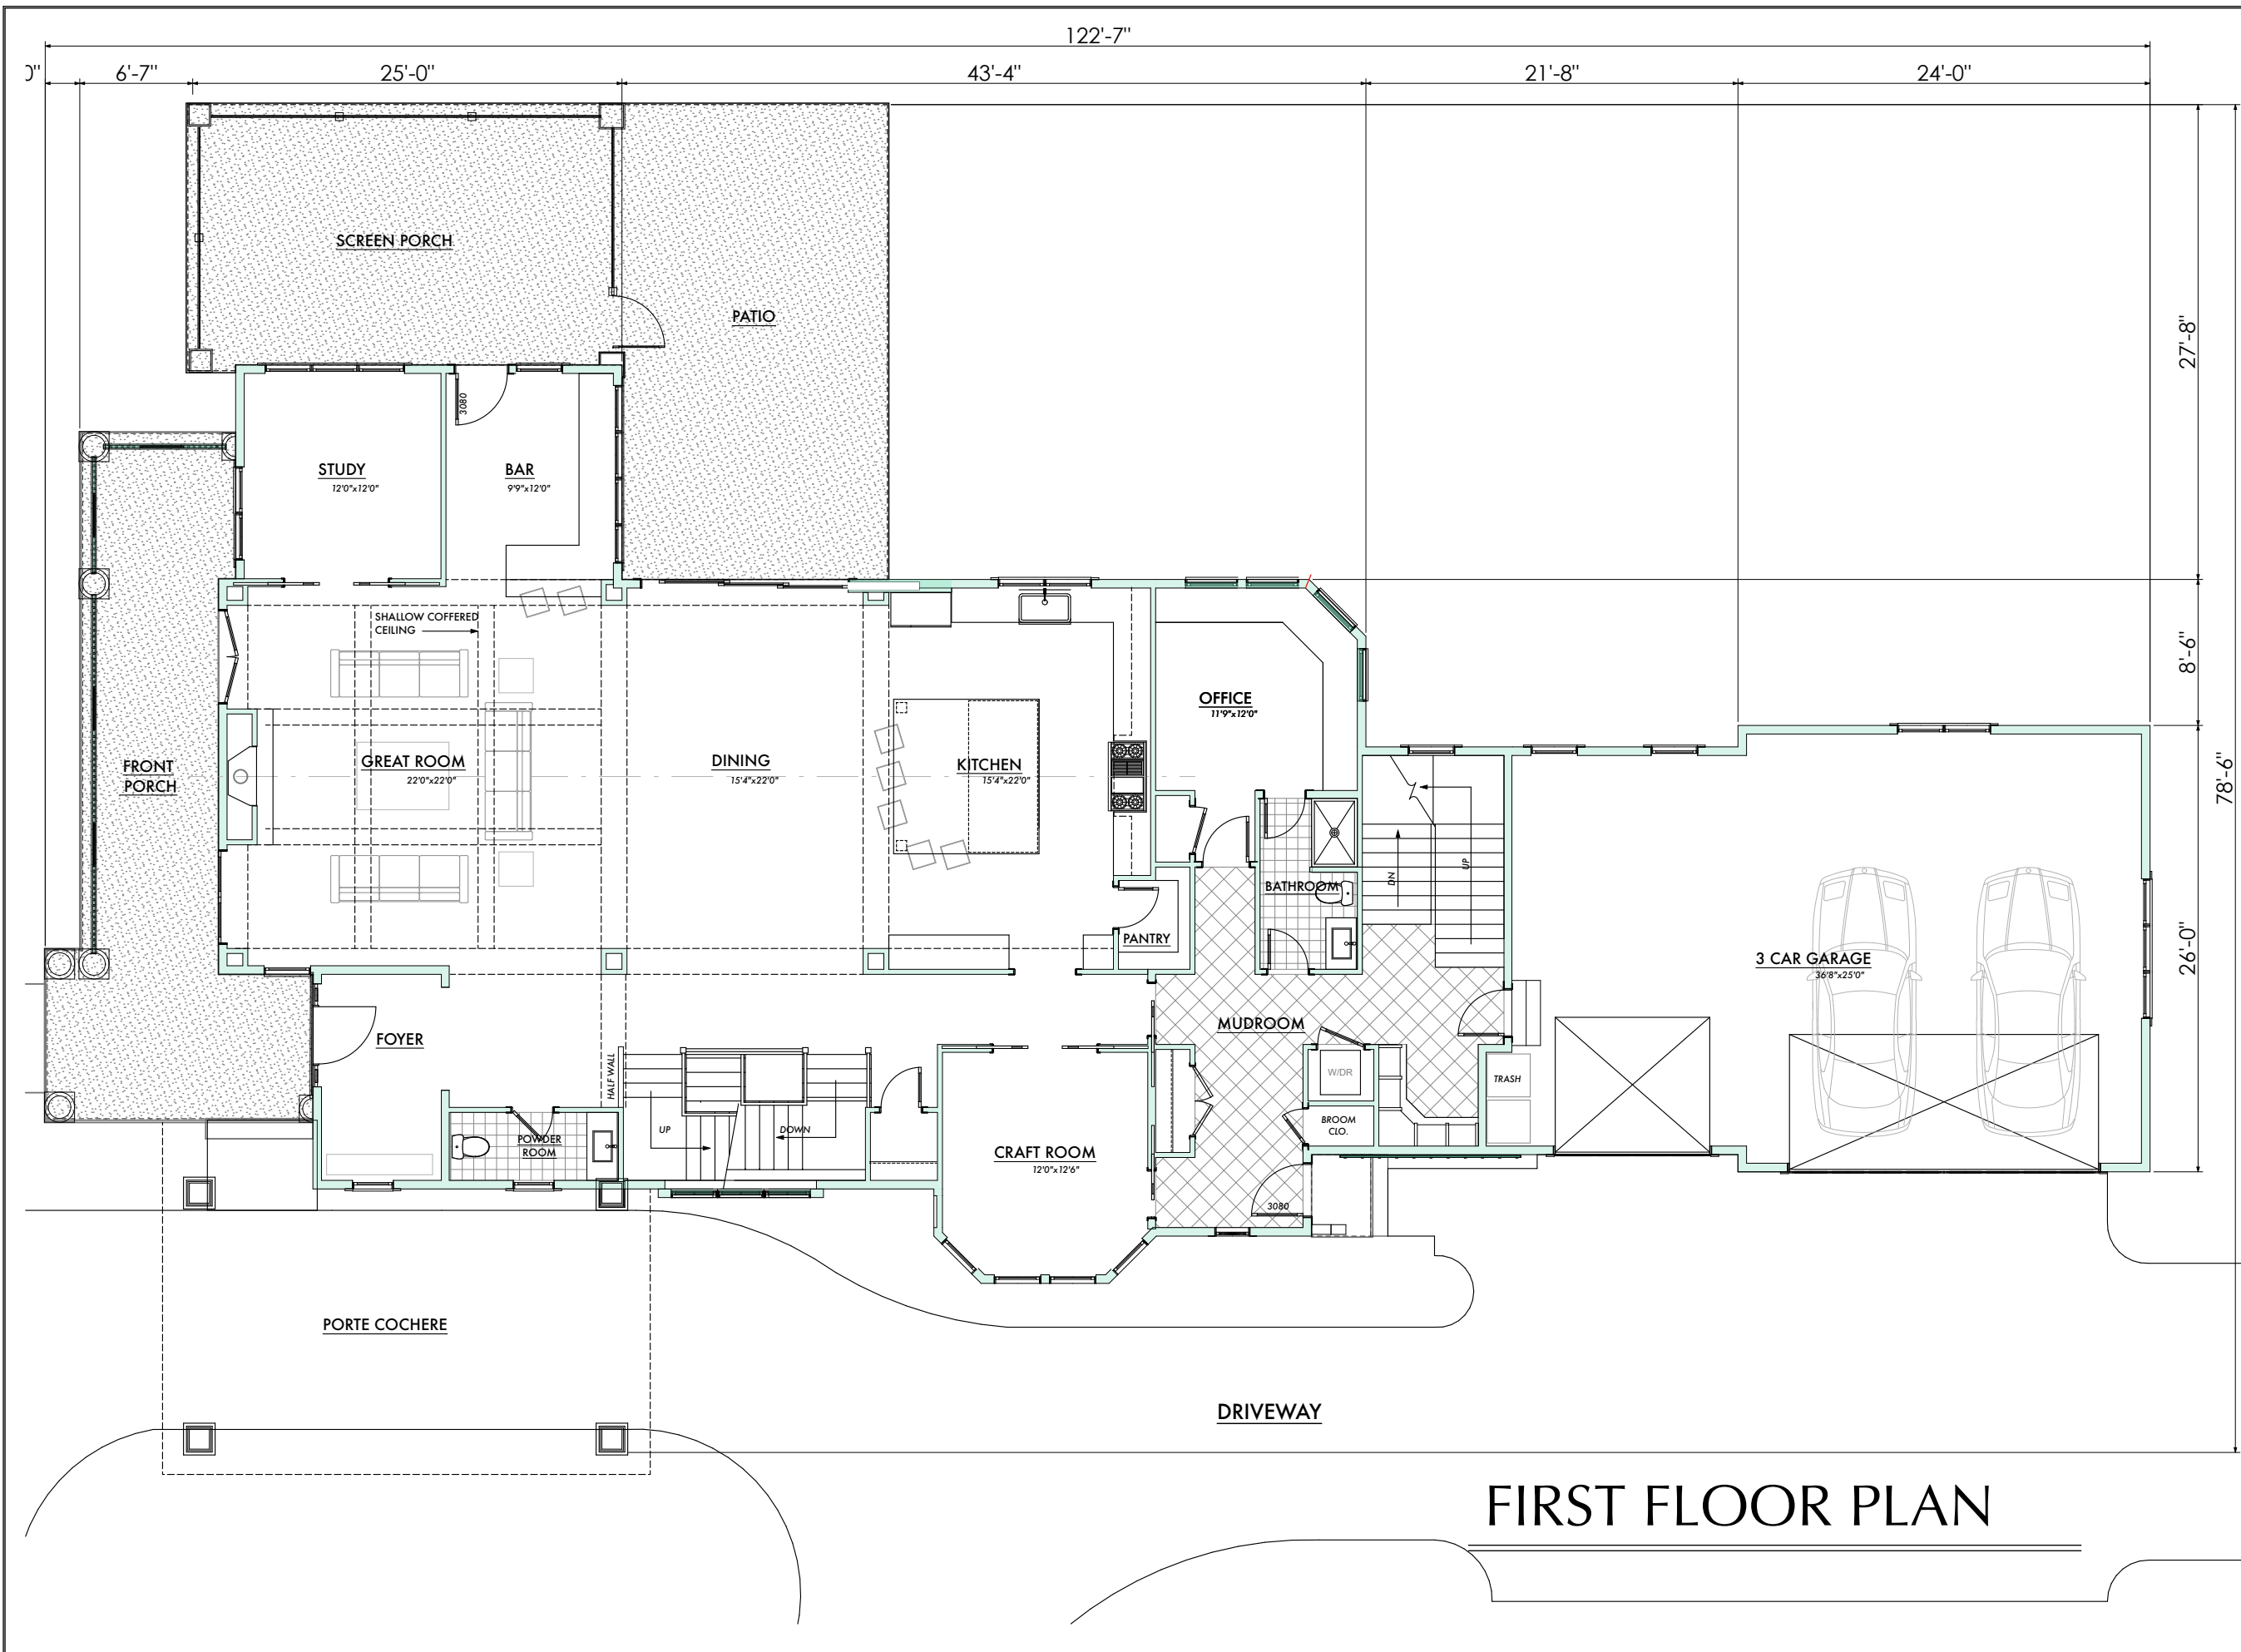 122'-7"
0"
6'-7"
25'-0"
43'-4"
21'-8"
24'-0"
SCREEN PORCH
PATIO
27'-8"
3080
STUDY
12'0"x12'0"
BAR
9'9"x12'0"
SHALLOW COFFERED
CEILING
8'-6"
OFFICE
11'9"x12'0"
FRONT
PORCH
GREAT ROOM
22'0"x22'0"
DINING
15'4"x22'0"
KITCHEN
15'4"x22'0"
78'-6"
UP
DN
BATHROOM
PANTRY
3 CAR GARAGE
36'8"x25'0"
26'-0"
MUDROOM
FOYER
HALF WALL
W/DR
TRASH
BROOM
CLO.
UP
DOWN
POWDER
ROOM
CRAFT ROOM
12'0"x12'6"
3080
PORTE COCHERE
DRIVEWAY
FIRST FLOOR PLAN